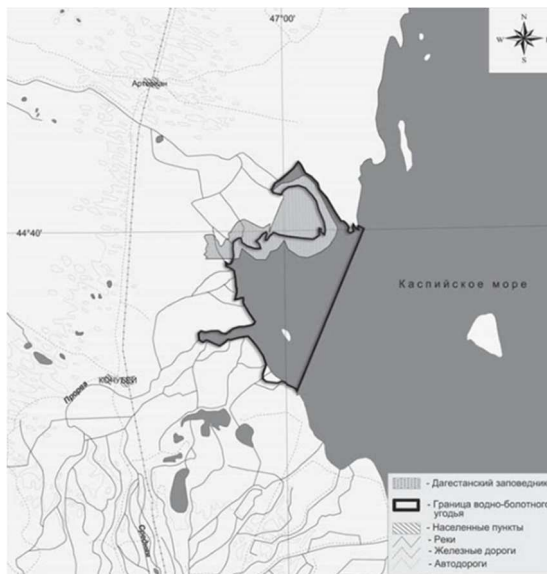 47°00'
N
W
S
Артезиан
44°40'
Каспийское море
КОЧУБЕЙ
Прорва
- Дагестанский заповедник
- Граница водно-болотного
угодья
- Населенные пункты
- Реки
- Железные дороги
- Автодороги